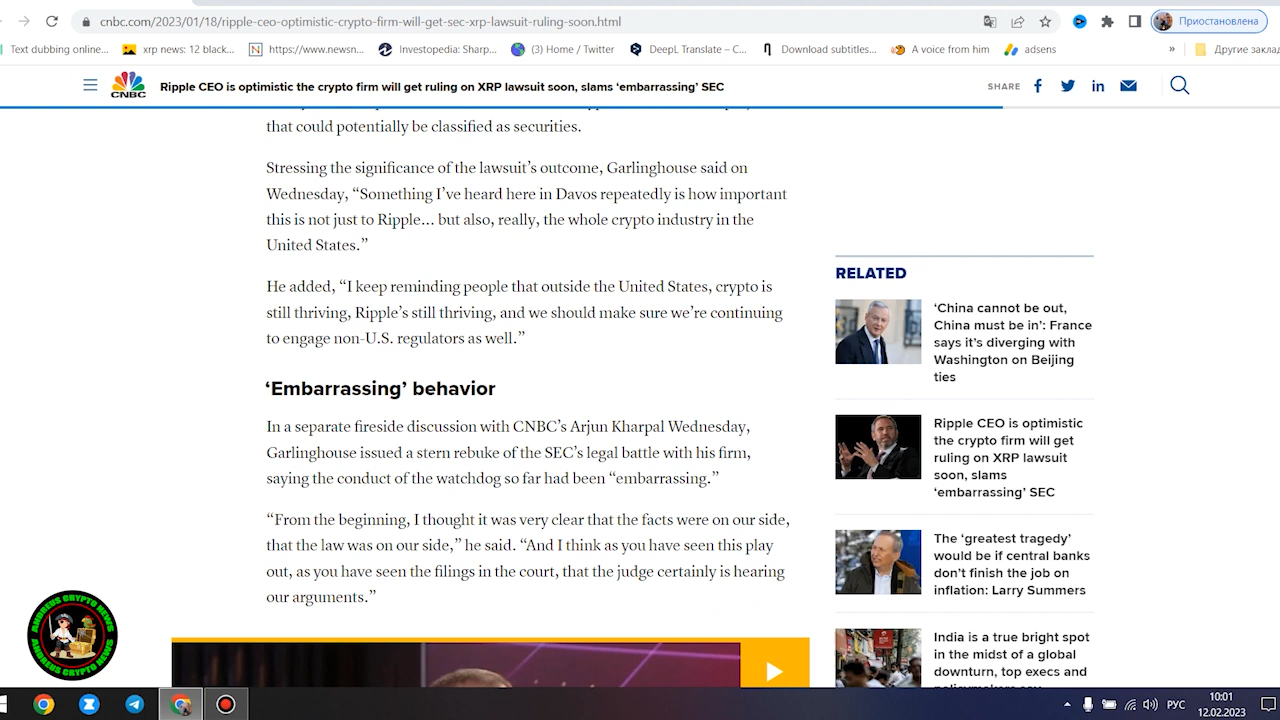 cnbc.com/2023/01/18/ripple-ceo-optimistic-crypto-firm-will-get-sec-xrp-lawsuit-ruling-soon.html
Приостановлена
Text dubbing online...
xrp news: 12 black...
https://www.newsn...
Investopedia: Sharp...
(3) Home / Twitter
DeepL Translate – C...
Download subtitles...
A voice from him
adsens
»
Другие закла
CNBC
Ripple CEO is optimistic the crypto firm will get ruling on XRP lawsuit soon, slams ‘embarrassing’ SEC
SHARE
that could potentially be classified as securities.
Stressing the significance of the lawsuit’s outcome, Garlinghouse said on
Wednesday, “Something I’ve heard here in Davos repeatedly is how important
this is not just to Ripple… but also, really, the whole crypto industry in the
United States.”
He added, “I keep reminding people that outside the United States, crypto is
still thriving, Ripple’s still thriving, and we should make sure we’re continuing
to engage non-U.S. regulators as well.”
‘Embarrassing’ behavior
In a separate fireside discussion with CNBC’s Arjun Kharpal Wednesday,
Garlinghouse issued a stern rebuke of the SEC’s legal battle with his firm,
saying the conduct of the watchdog so far had been “embarrassing.”
“From the beginning, I thought it was very clear that the facts were on our side,
that the law was on our side,” he said. “And I think as you have seen this play
out, as you have seen the filings in the court, that the judge certainly is hearing
our arguments.”
RELATED
‘China cannot be out,
China must be in’: France
says it’s diverging with
Washington on Beijing
ties
Ripple CEO is optimistic
the crypto firm will get
ruling on XRP lawsuit
soon, slams
‘embarrassing’ SEC
The ‘greatest tragedy’
would be if central banks
don’t finish the job on
inflation: Larry Summers
India is a true bright spot
in the midst of a global
downturn, top execs and
ANDREUS CRYPTO NEWS
ANDREUS CRYPTO NEWS
РУС
10:01
12.02.2023